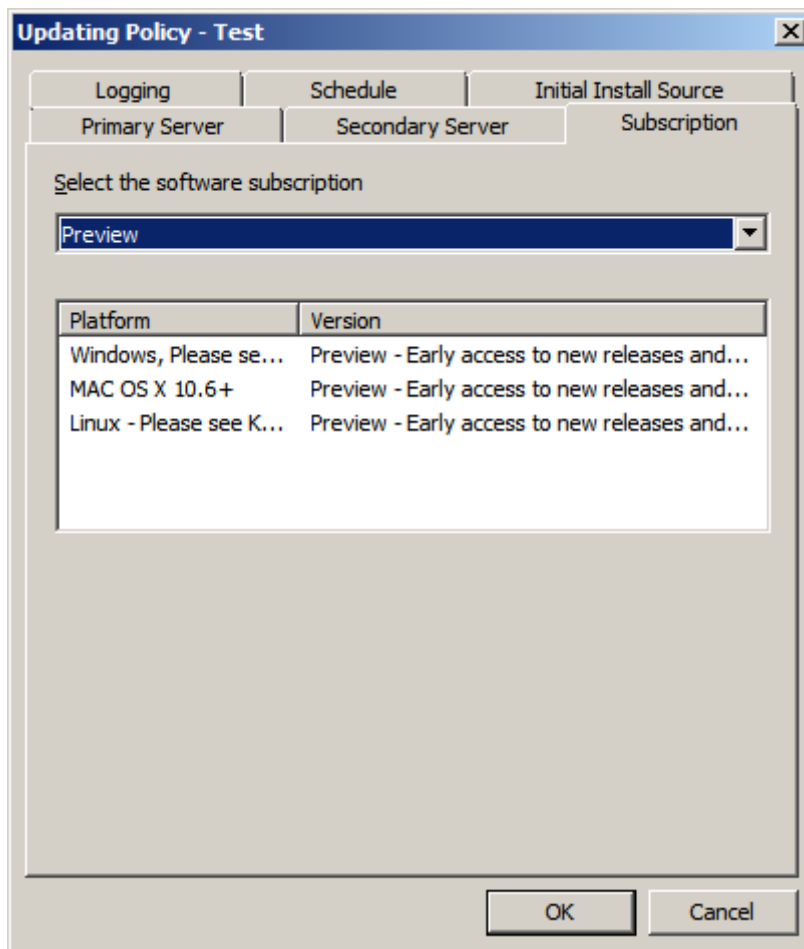 Updating Policy - Test
Logging Schedule Initial Install Source
Primary Server Secondary Server Subscription
Select the software subscription
Preview
Platform Version
Windows, Please se... Preview - Early access to new releases and...
MAC OS X 10.6+ Preview - Early access to new releases and...
Linux - Please see K... Preview - Early access to new releases and...
OK Cancel